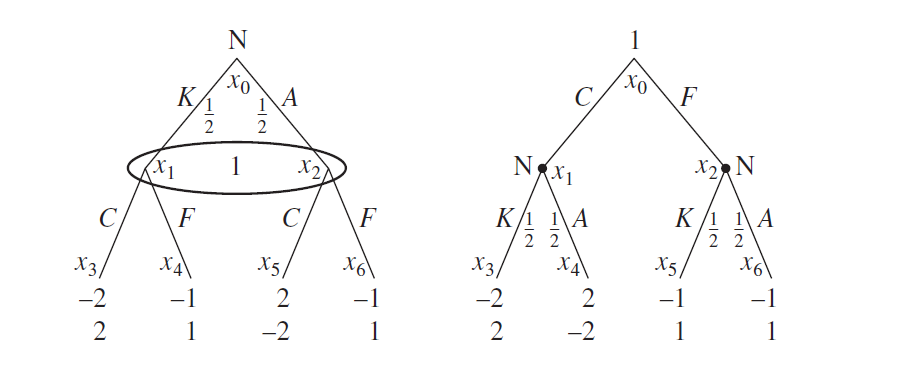 N 1
x₀ x₀
K 1/2 1/2 A C F
x₁ 1 x₂ N x₁ x₂ N
C F C F K 1/2 1/2 A K 1/2 1/2 A
x₃ x₄ x₅ x₆ x₃ x₄ x₅ x₆
–2 –1 2 –1 –2 2 –1 –1
2 1 –2 1 2 –2 1 1